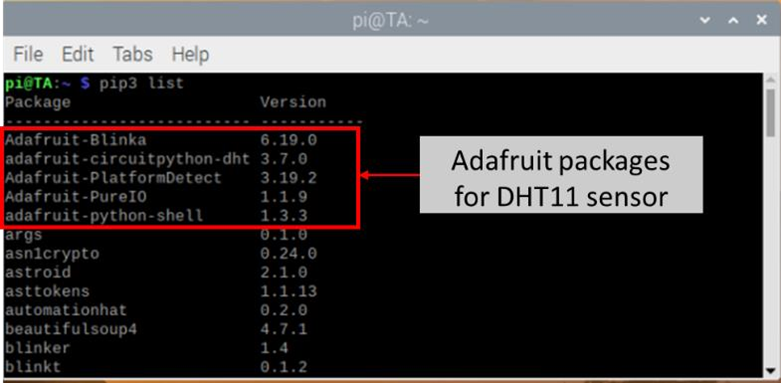 pi@TA: ~
File Edit Tabs Help
pi@TA:~ $ pip3 list
Package Version
--------------------------- -----------
Adafruit-Blinka 6.19.0
adafruit-circuitpython-dht 3.7.0
Adafruit-PlatformDetect 3.19.2
Adafruit-PureIO 1.1.9
adafruit-python-shell 1.3.3
args 0.1.0
asn1crypto 0.24.0
astroid 2.1.0
asttokens 1.1.13
automationhat 0.2.0
beautifulsoup4 4.7.1
blinker 1.4
blinkt 0.1.2
Adafruit packages
for DHT11 sensor